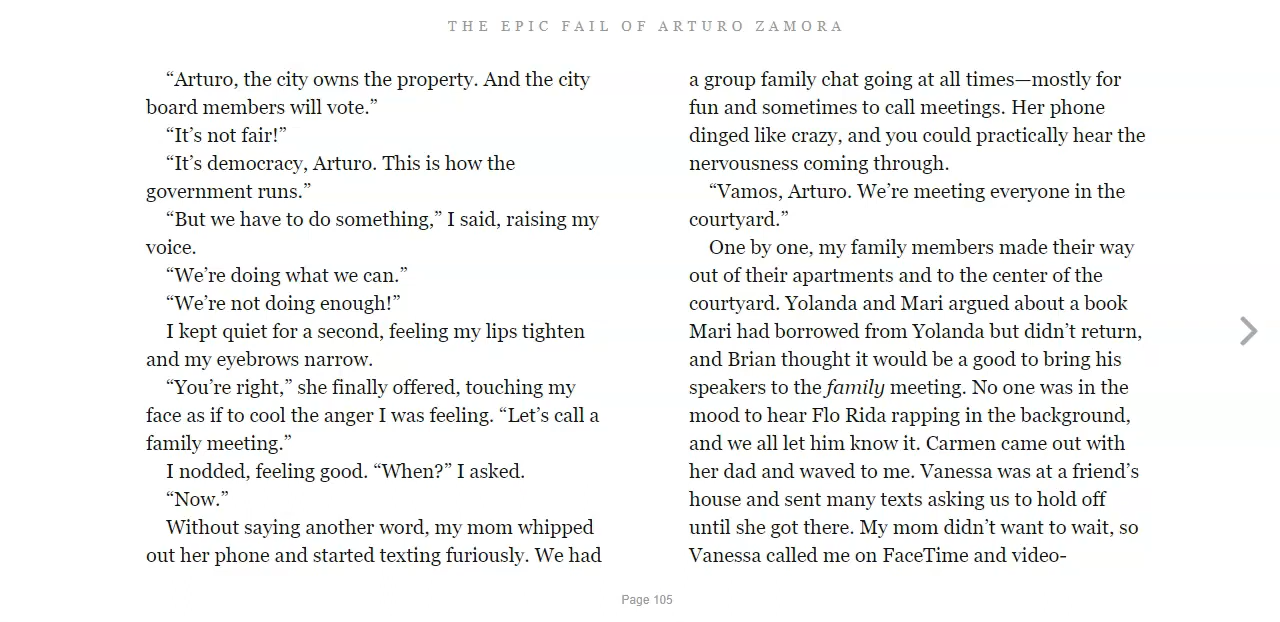 THE EPIC FAIL OF ARTURO ZAMORA
“Arturo, the city owns the property. And the city
board members will vote.”
“It’s not fair!”
“It’s democracy, Arturo. This is how the
government runs.”
“But we have to do something,” I said, raising my
voice.
“We’re doing what we can.”
“We’re not doing enough!”
I kept quiet for a second, feeling my lips tighten
and my eyebrows narrow.
“You’re right,” she finally offered, touching my
face as if to cool the anger I was feeling. “Let’s call a
family meeting.”
I nodded, feeling good. “When?” I asked.
“Now.”
Without saying another word, my mom whipped
out her phone and started texting furiously. We had
a group family chat going at all times—mostly for
fun and sometimes to call meetings. Her phone
dinged like crazy, and you could practically hear the
nervousness coming through.
“Vamos, Arturo. We’re meeting everyone in the
courtyard.”
One by one, my family members made their way
out of their apartments and to the center of the
courtyard. Yolanda and Mari argued about a book
Mari had borrowed from Yolanda but didn’t return,
and Brian thought it would be a good to bring his
speakers to the family meeting. No one was in the
mood to hear Flo Rida rapping in the background,
and we all let him know it. Carmen came out with
her dad and waved to me. Vanessa was at a friend’s
house and sent many texts asking us to hold off
until she got there. My mom didn’t want to wait, so
Vanessa called me on FaceTime and video-
Page 105